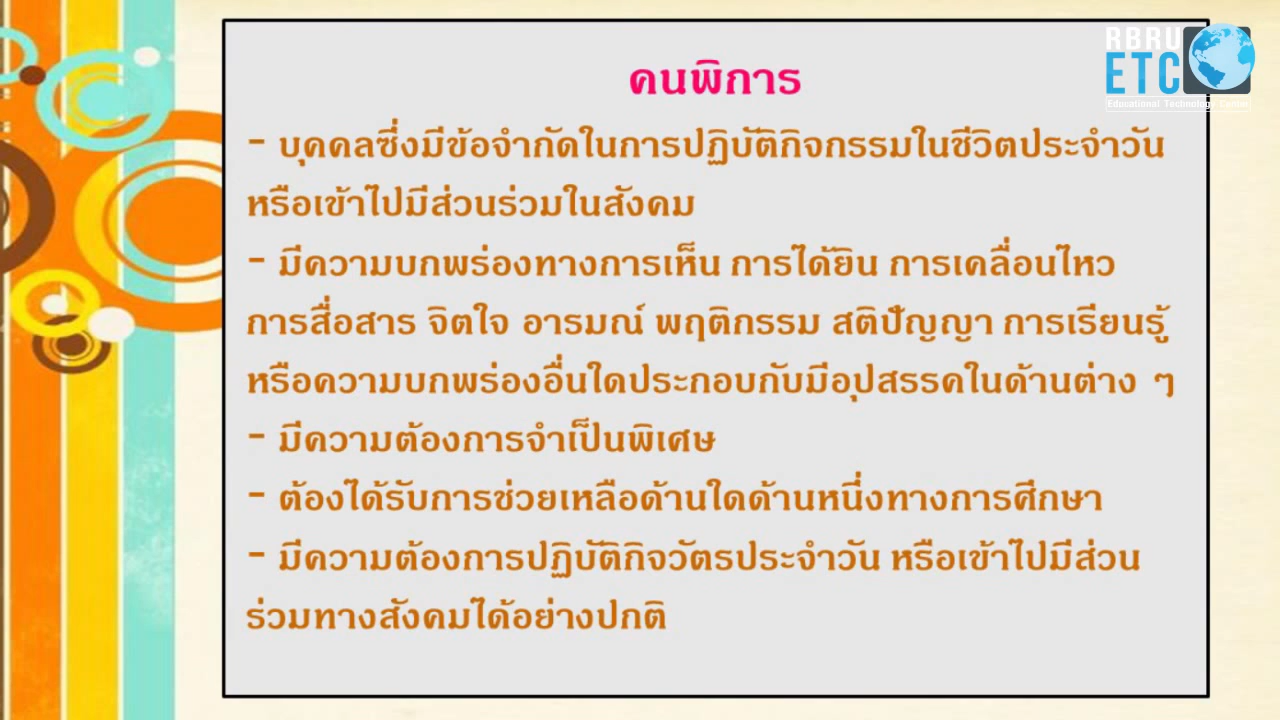 RBRU
ETC
Educational Technology Center
คนพิการ
- บุคคลซึ่งมีข้อจำกัดในการปฏิบัติกิจกรรมในชีวิตประจำวัน
หรือเข้าไปมีส่วนร่วมในสังคม
- มีความบกพร่องทางการเห็น การได้ยิน การเคลื่อนไหว
การสื่อสาร จิตใจ อารมณ์ พฤติกรรม สติปัญญา การเรียนรู้
หรือความบกพร่องอื่นใดประกอบกับมีอุปสรรคในด้านต่าง ๆ
- มีความต้องการจำเป็นพิเศษ
- ต้องได้รับการช่วยเหลือด้านใดด้านหนึ่งทางการศึกษา
- มีความต้องการปฏิบัติกิจวัตรประจำวัน หรือเข้าไปมีส่วน
ร่วมทางสังคมได้อย่างปกติ